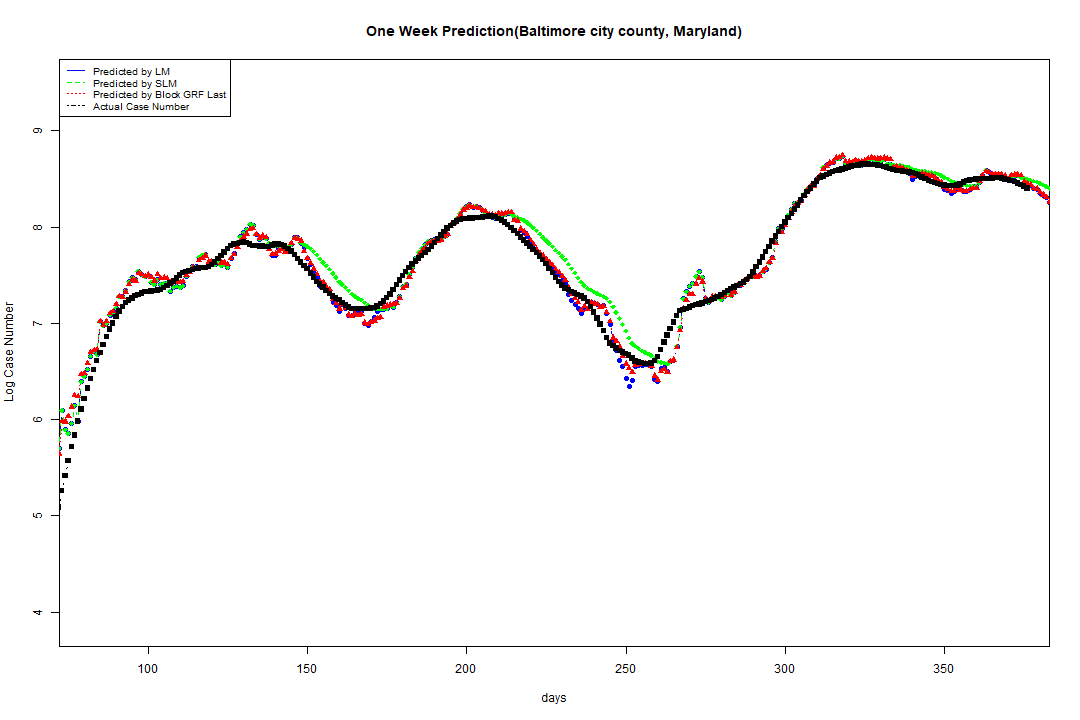 One Week Prediction(Baltimore city county, Maryland)
Predicted by LM
Predicted by SLM
Predicted by Block GRF Last
Actual Case Number
9
8
7
6
5
4
Log Case Number
100 150 200 250 300 350
days